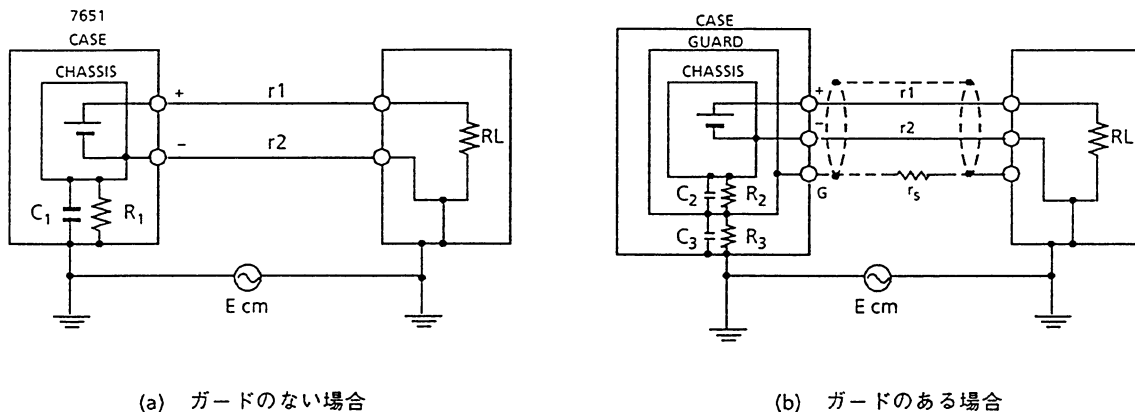 7651
CASE
CHASSIS
+
r1
−
r2
RL
C1
R1
E cm
(a) ガードのない場合
CASE
GUARD
CHASSIS
+
r1
−
r2
RL
G
rs
C2
R2
C3
R3
E cm
(b) ガードのある場合